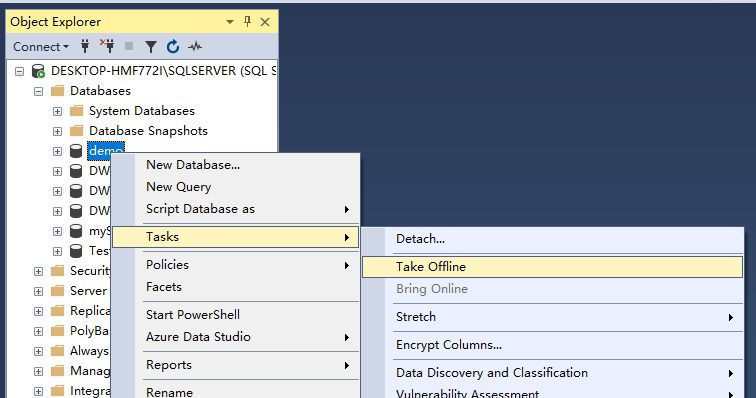 Object Explorer
Connect
DESKTOP-HMF772I\SQLSERVER (SQL S
Databases
System Databases
Database Snapshots
demo
DW
DW
DW
myS
Test
Security
Server
Replica
PolyBas
Always
Manag
Integra
New Database...
New Query
Script Database as
Tasks
Policies
Facets
Start PowerShell
Azure Data Studio
Reports
Rename
Detach...
Take Offline
Bring Online
Stretch
Encrypt Columns...
Data Discovery and Classification
Vulnerability Assessment